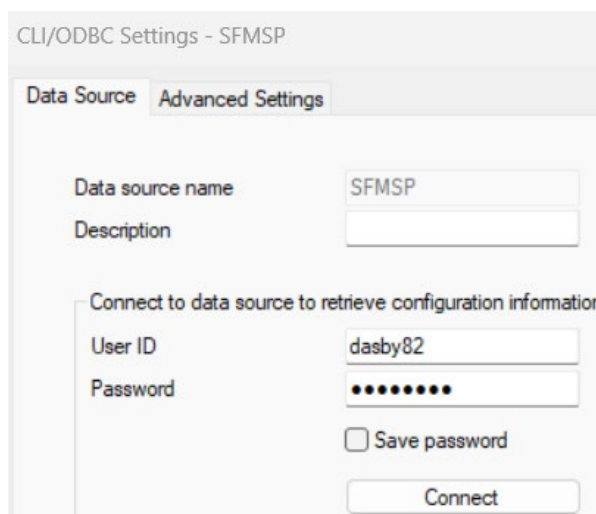 CLI/ODBC Settings - SFMSP
Data Source Advanced Settings
Data source name SFMSP
Description
Connect to data source to retrieve configuration information
User ID dasby82
Password ●●●●●●●●
Save password
Connect